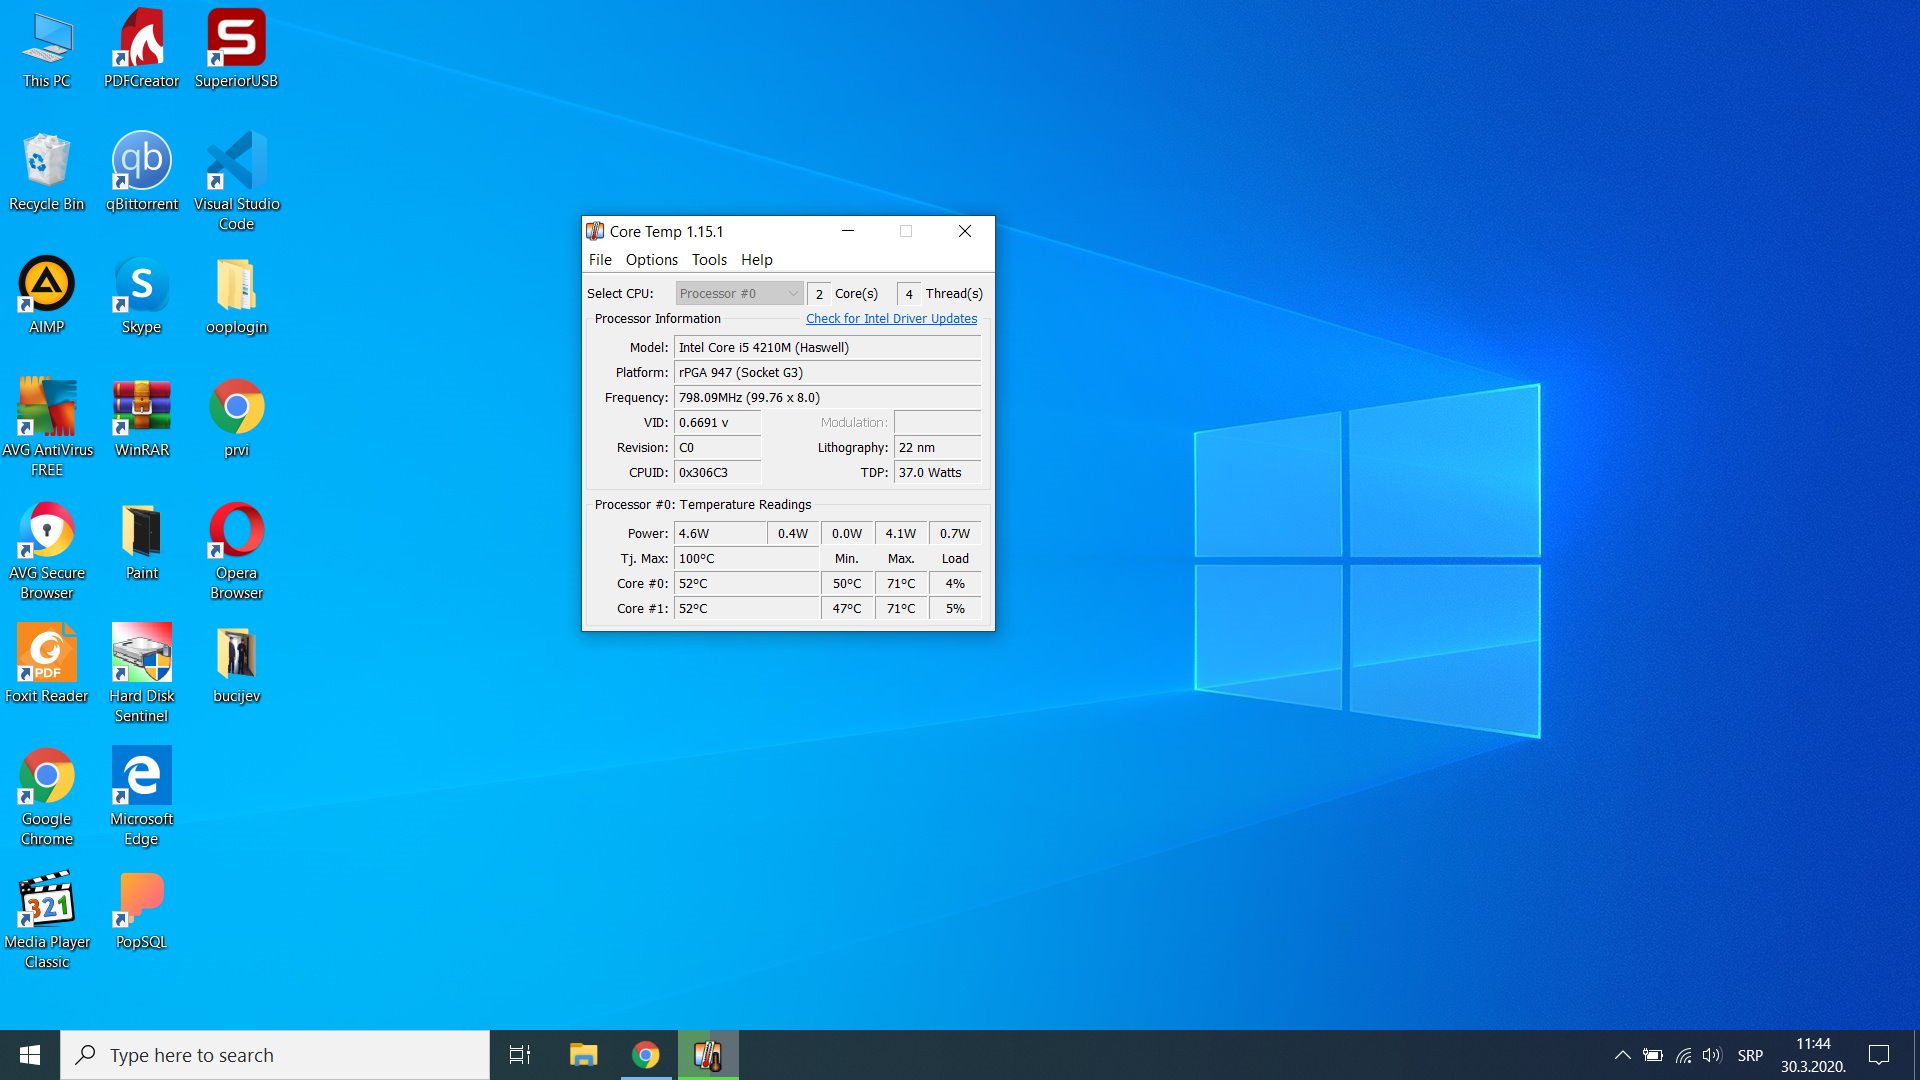 This PC
PDFCreator
SuperiorUSB
Recycle Bin
qBittorrent
Visual Studio
Code
AIMP
Skype
ooplogin
AVG AntiVirus
FREE
WinRAR
prvi
AVG Secure
Browser
Paint
Opera
Browser
PDF
Foxit Reader
Hard Disk
Sentinel
bucijev
Google
Chrome
Microsoft
Edge
321
Media Player
Classic
PopSQL
Core Temp 1.15.1
File Options Tools Help
Select CPU: Processor #0 2 Core(s) 4 Thread(s)
Processor Information Check for Intel Driver Updates
Model: Intel Core i5 4210M (Haswell)
Platform: rPGA 947 (Socket G3)
Frequency: 798.09MHz (99.76 x 8.0)
VID: 0.6691 v Modulation:
Revision: C0 Lithography: 22 nm
CPUID: 0x306C3 TDP: 37.0 Watts
Processor #0: Temperature Readings
Power: 4.6W 0.4W 0.0W 4.1W 0.7W
Tj. Max: 100°C Min. Max. Load
Core #0: 52°C 50°C 71°C 4%
Core #1: 52°C 47°C 71°C 5%
Type here to search
SRP
11:44
30.3.2020.